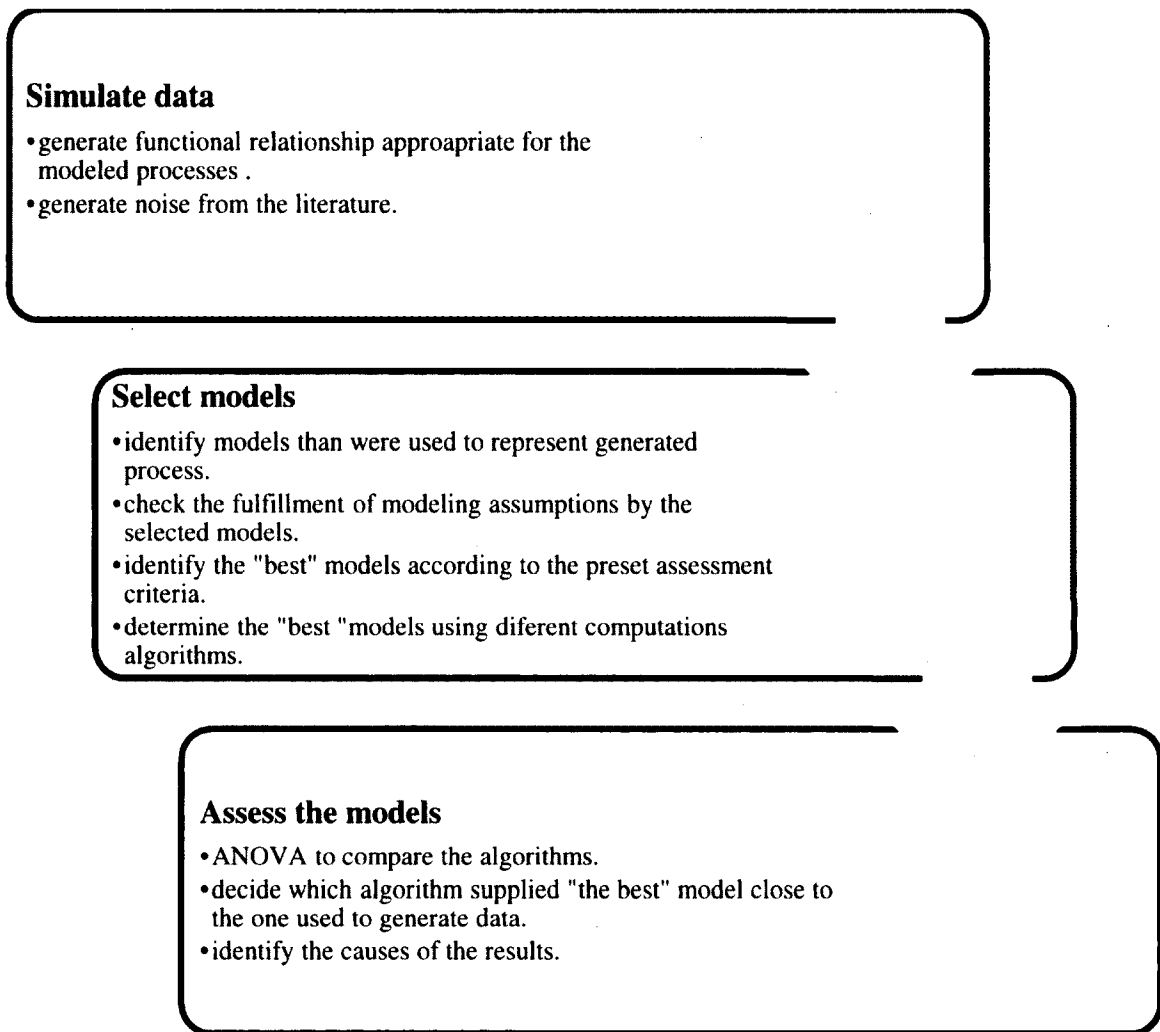 Simulate data
•generate functional relationship approapriate for the
modeled processes .
•generate noise from the literature.
Select models
•identify models than were used to represent generated
process.
•check the fulfillment of modeling assumptions by the
selected models.
•identify the "best" models according to the preset assessment
criteria.
•determine the "best "models using diferent computations
algorithms.
Assess the models
•ANOVA to compare the algorithms.
•decide which algorithm supplied "the best" model close to
the one used to generate data.
•identify the causes of the results.